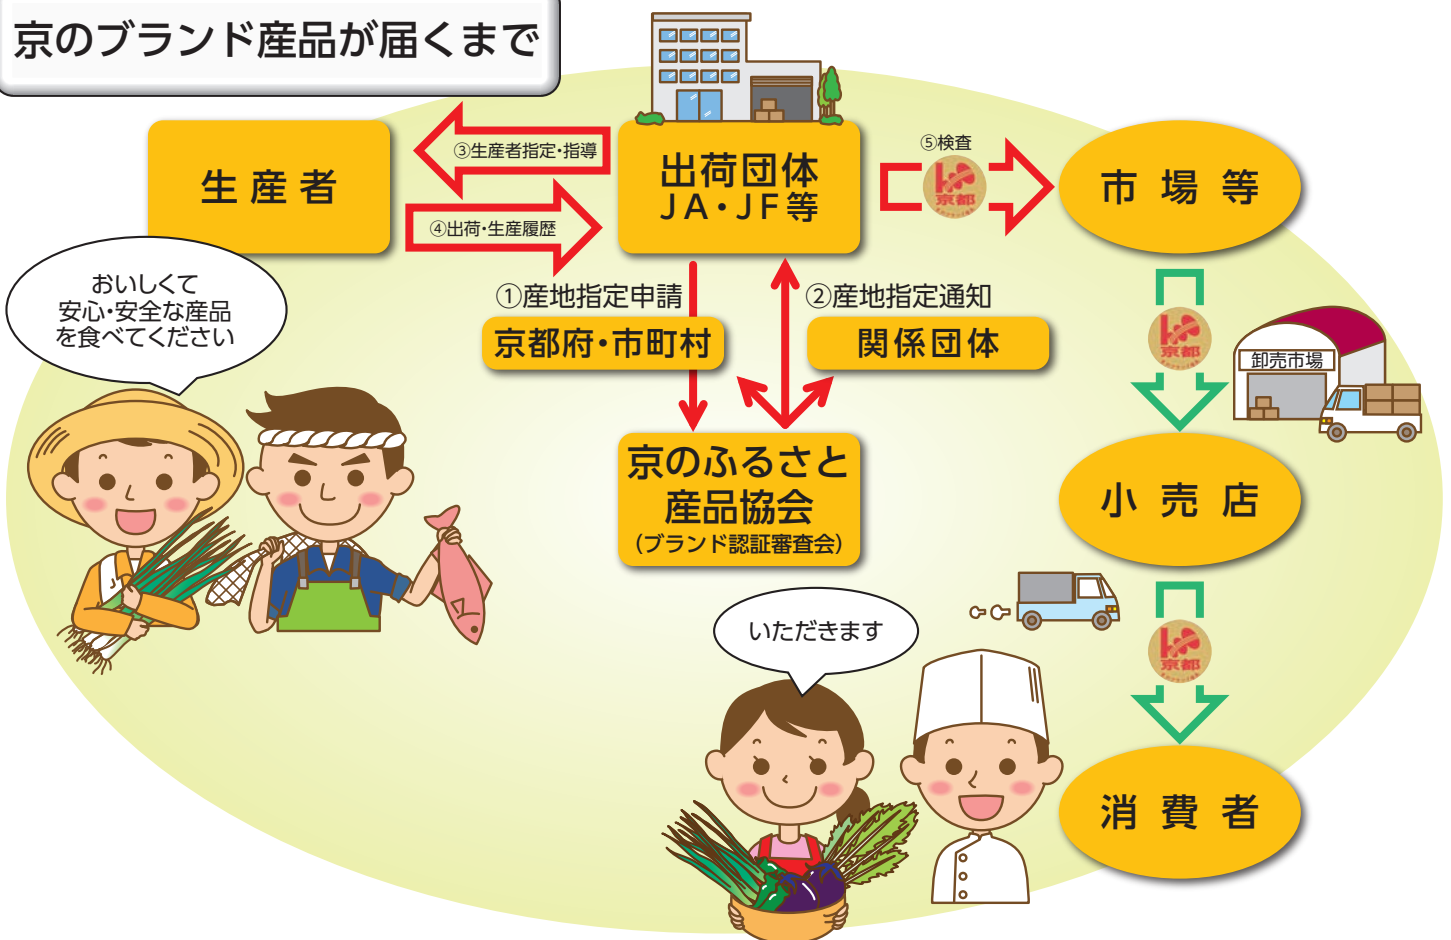 京のブランド産品が届くまで
生産者
③生産者指定・指導
④出荷・生産履歴
出荷団体
JA・JF等
⑤検査
京都
市場等
おいしくて
安心・安全な産品
を食べてください
①産地指定申請
②産地指定通知
京都府・市町村
関係団体
京都
卸売市場
京のふるさと
産品協会
（ブランド認証審査会）
小売店
いただきます
京都
消費者